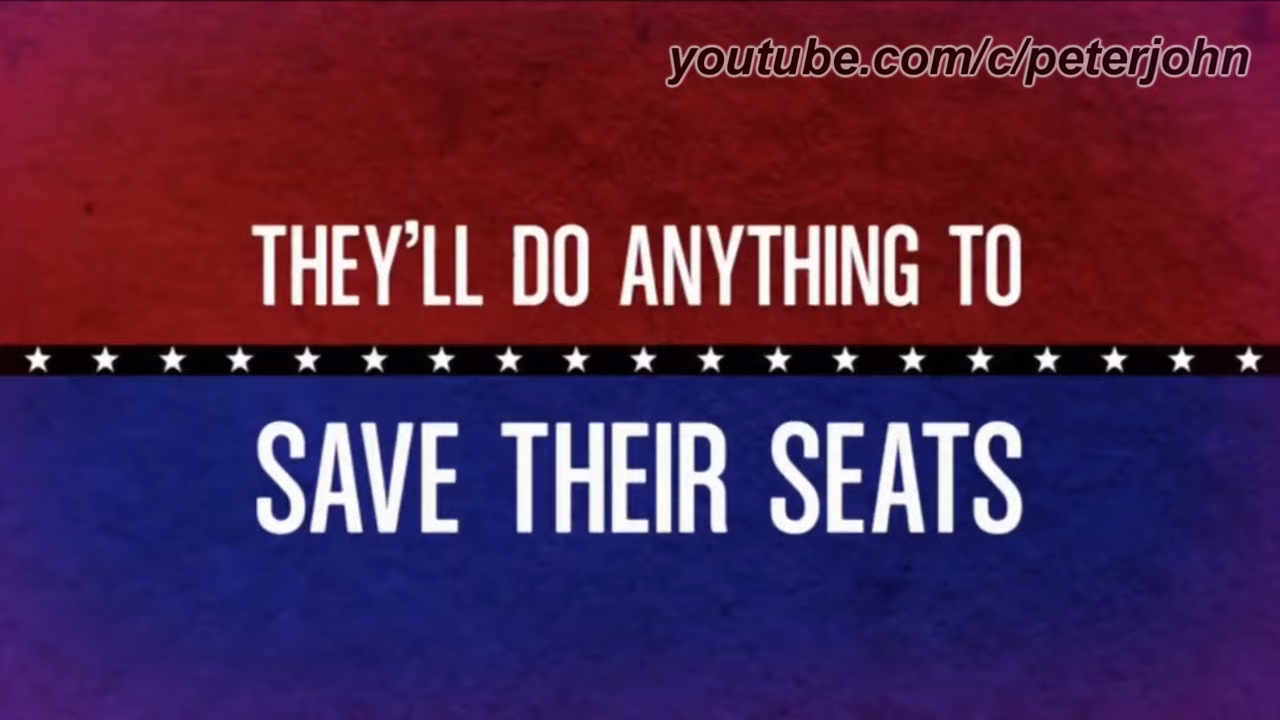 youtube.com/c/peterjohn
THEY’LL DO ANYTHING TO
SAVE THEIR SEATS